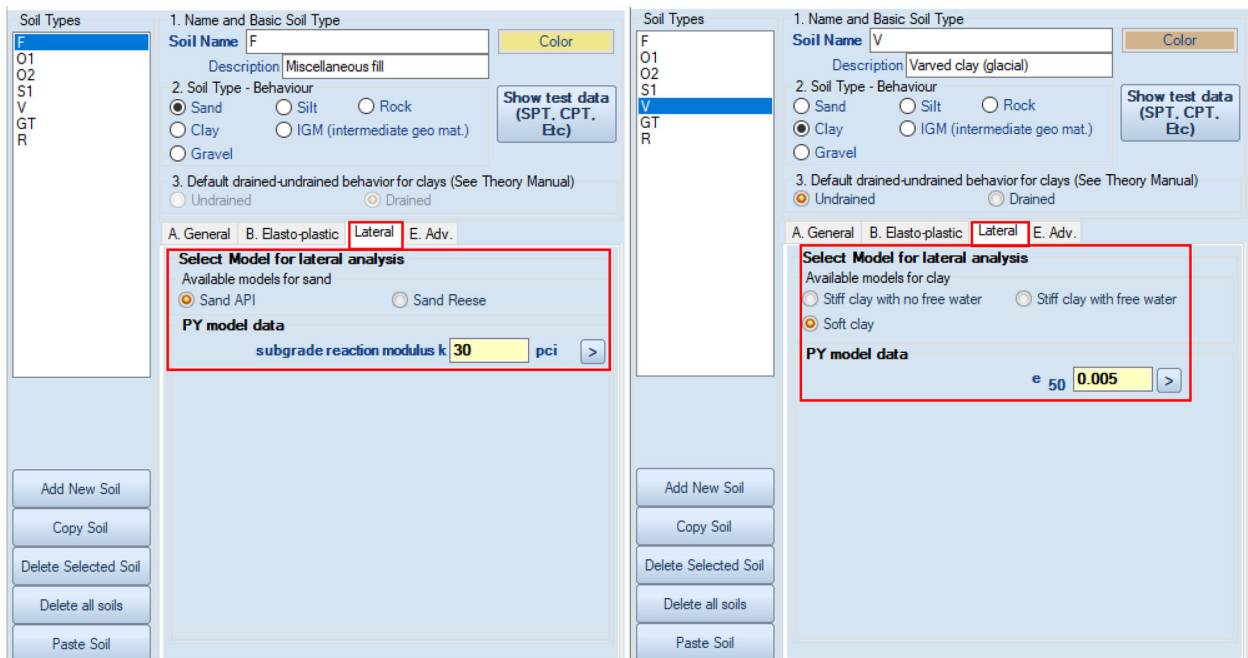 Soil Types
F
O1
O2
S1
V
GT
R
Add New Soil
Copy Soil
Delete Selected Soil
Delete all soils
Paste Soil
1. Name and Basic Soil Type
Soil Name F Color
Description Miscellaneous fill
2. Soil Type - Behaviour
Sand Silt Rock
Clay IGM (intermediate geo mat.)
Gravel
Show test data
(SPT, CPT,
Etc)
3. Default drained-undrained behavior for clays (See Theory Manual)
Undrained Drained
A. General B. Elasto-plastic Lateral E. Adv.
Select Model for lateral analysis
Available models for sand
Sand API Sand Reese
PY model data
subgrade reaction modulus k 30 pci >
Soil Types
F
O1
O2
S1
V
GT
R
Add New Soil
Copy Soil
Delete Selected Soil
Delete all soils
Paste Soil
1. Name and Basic Soil Type
Soil Name V Color
Description Varved clay (glacial)
2. Soil Type - Behaviour
Sand Silt Rock
Clay IGM (intermediate geo mat.)
Gravel
Show test data
(SPT, CPT,
Etc)
3. Default drained-undrained behavior for clays (See Theory Manual)
Undrained Drained
A. General B. Elasto-plastic Lateral E. Adv.
Select Model for lateral analysis
Available models for clay
Stiff clay with no free water Stiff clay with free water
Soft clay
PY model data
e 50 0.005 >